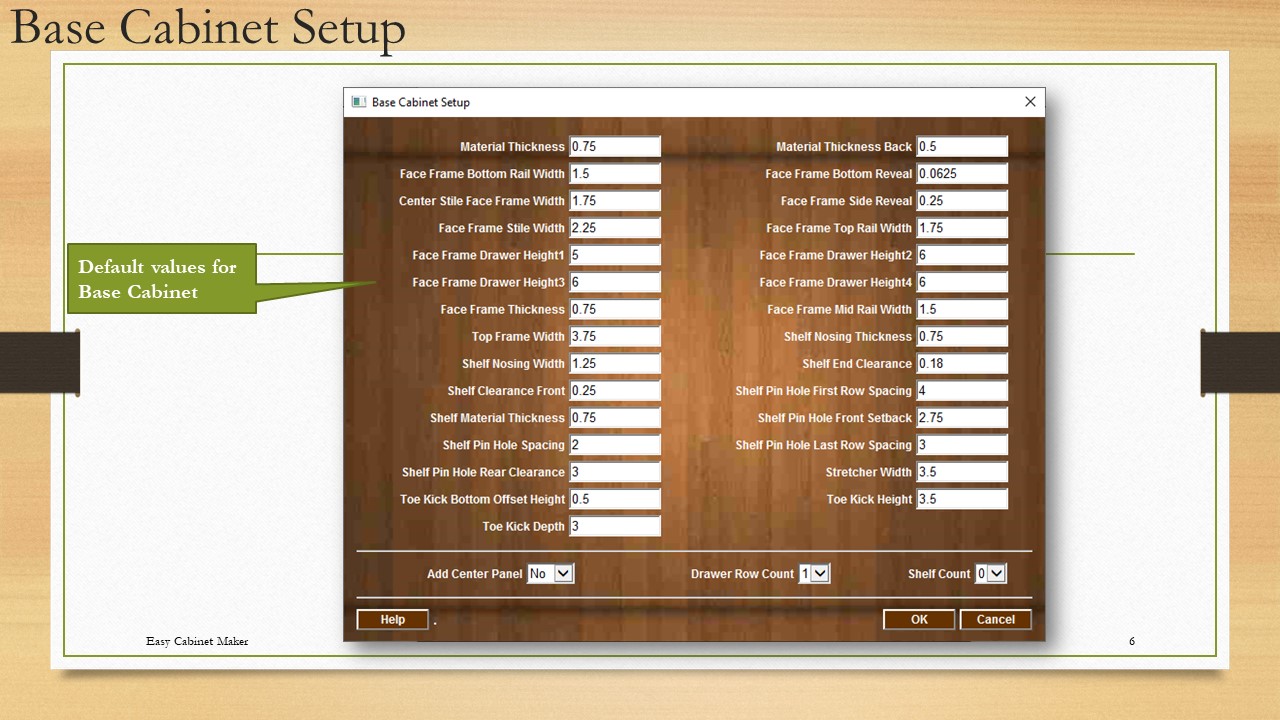 Base Cabinet Setup
Base Cabinet Setup
Material Thickness 0.75 Material Thickness Back 0.5
Face Frame Bottom Rail Width 1.5 Face Frame Bottom Reveal 0.0625
Center Stile Face Frame Width 1.75 Face Frame Side Reveal 0.25
Face Frame Stile Width 2.25 Face Frame Top Rail Width 1.75
Face Frame Drawer Height1 5 Face Frame Drawer Height2 6
Default values for
Base Cabinet
Face Frame Drawer Height3 6 Face Frame Drawer Height4 6
Face Frame Thickness 0.75 Face Frame Mid Rail Width 1.5
Top Frame Width 3.75 Shelf Nosing Thickness 0.75
Shelf Nosing Width 1.25 Shelf End Clearance 0.18
Shelf Clearance Front 0.25 Shelf Pin Hole First Row Spacing 4
Shelf Material Thickness 0.75 Shelf Pin Hole Front Setback 2.75
Shelf Pin Hole Spacing 2 Shelf Pin Hole Last Row Spacing 3
Shelf Pin Hole Rear Clearance 3 Stretcher Width 3.5
Toe Kick Bottom Offset Height 0.5 Toe Kick Height 3.5
Toe Kick Depth 3
Add Center Panel No Drawer Row Count 1 Shelf Count 0
Help . OK Cancel
Easy Cabinet Maker 6